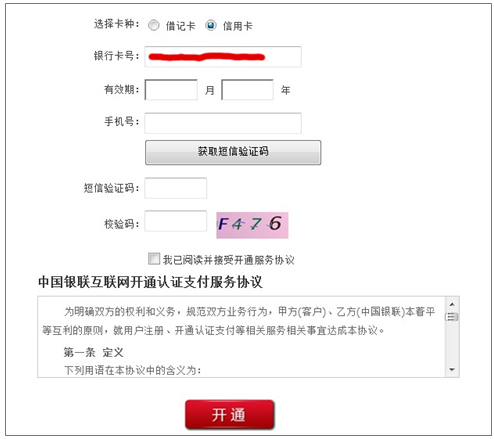 选择卡种： 借记卡 信用卡
银行卡号：
有效期： 月 年
手机号：
获取短信验证码
短信验证码：
校验码： F476
我已阅读并接受开通服务协议
中国银联互联网开通认证支付服务协议
为明确双方的权利和义务，规范双方业务行为，甲方(客户)、乙方(中国银联)本着平
等互利的原则，就用户注册、开通认证支付等相关服务相关事宜达成本协议。
第一条 定义
下列用语在本协议中的含义为：
开通